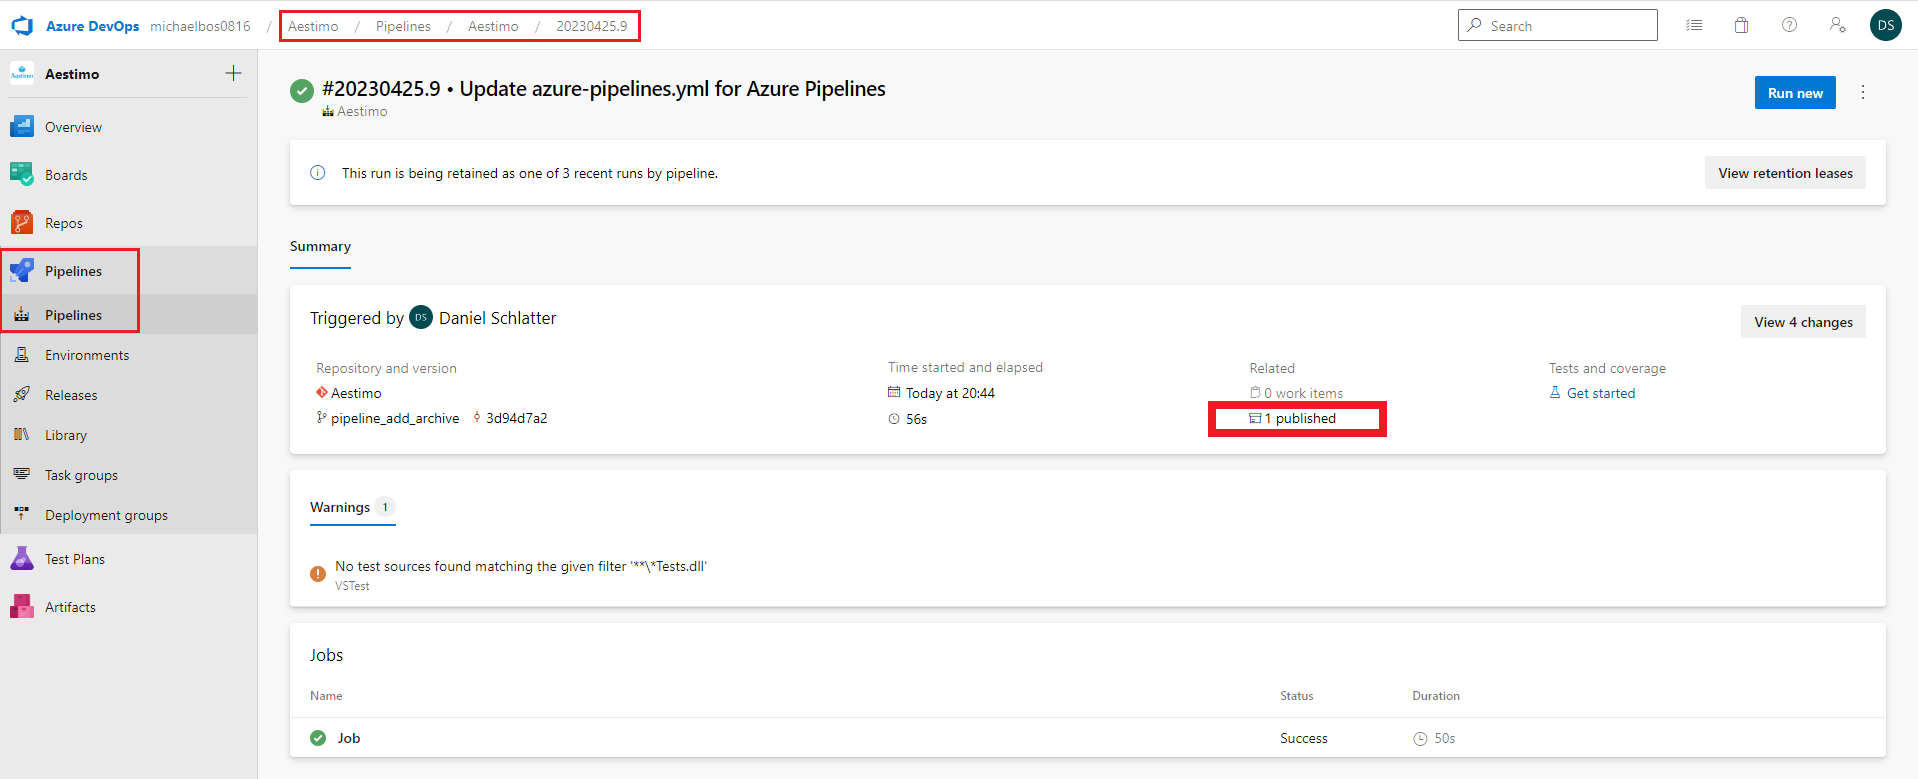 Azure DevOps michaelbos0816 / Aestimo / Pipelines / Aestimo / 20230425.9
Search
DS
Aestimo
Aestimo
+
Overview
Boards
Repos
Pipelines
Pipelines
Environments
Releases
Library
Task groups
Deployment groups
Test Plans
Artifacts
#20230425.9 • Update azure-pipelines.yml for Azure Pipelines
Aestimo
Run new
This run is being retained as one of 3 recent runs by pipeline.
View retention leases
Summary
Triggered by DS Daniel Schlatter
View 4 changes
Repository and version
Aestimo
pipeline_add_archive 3d94d7a2
Time started and elapsed
Today at 20:44
56s
Related
0 work items
1 published
Tests and coverage
Get started
Warnings 1
No test sources found matching the given filter '**\*Tests.dll'
VSTest
Jobs
Name Status Duration
Job Success 50s